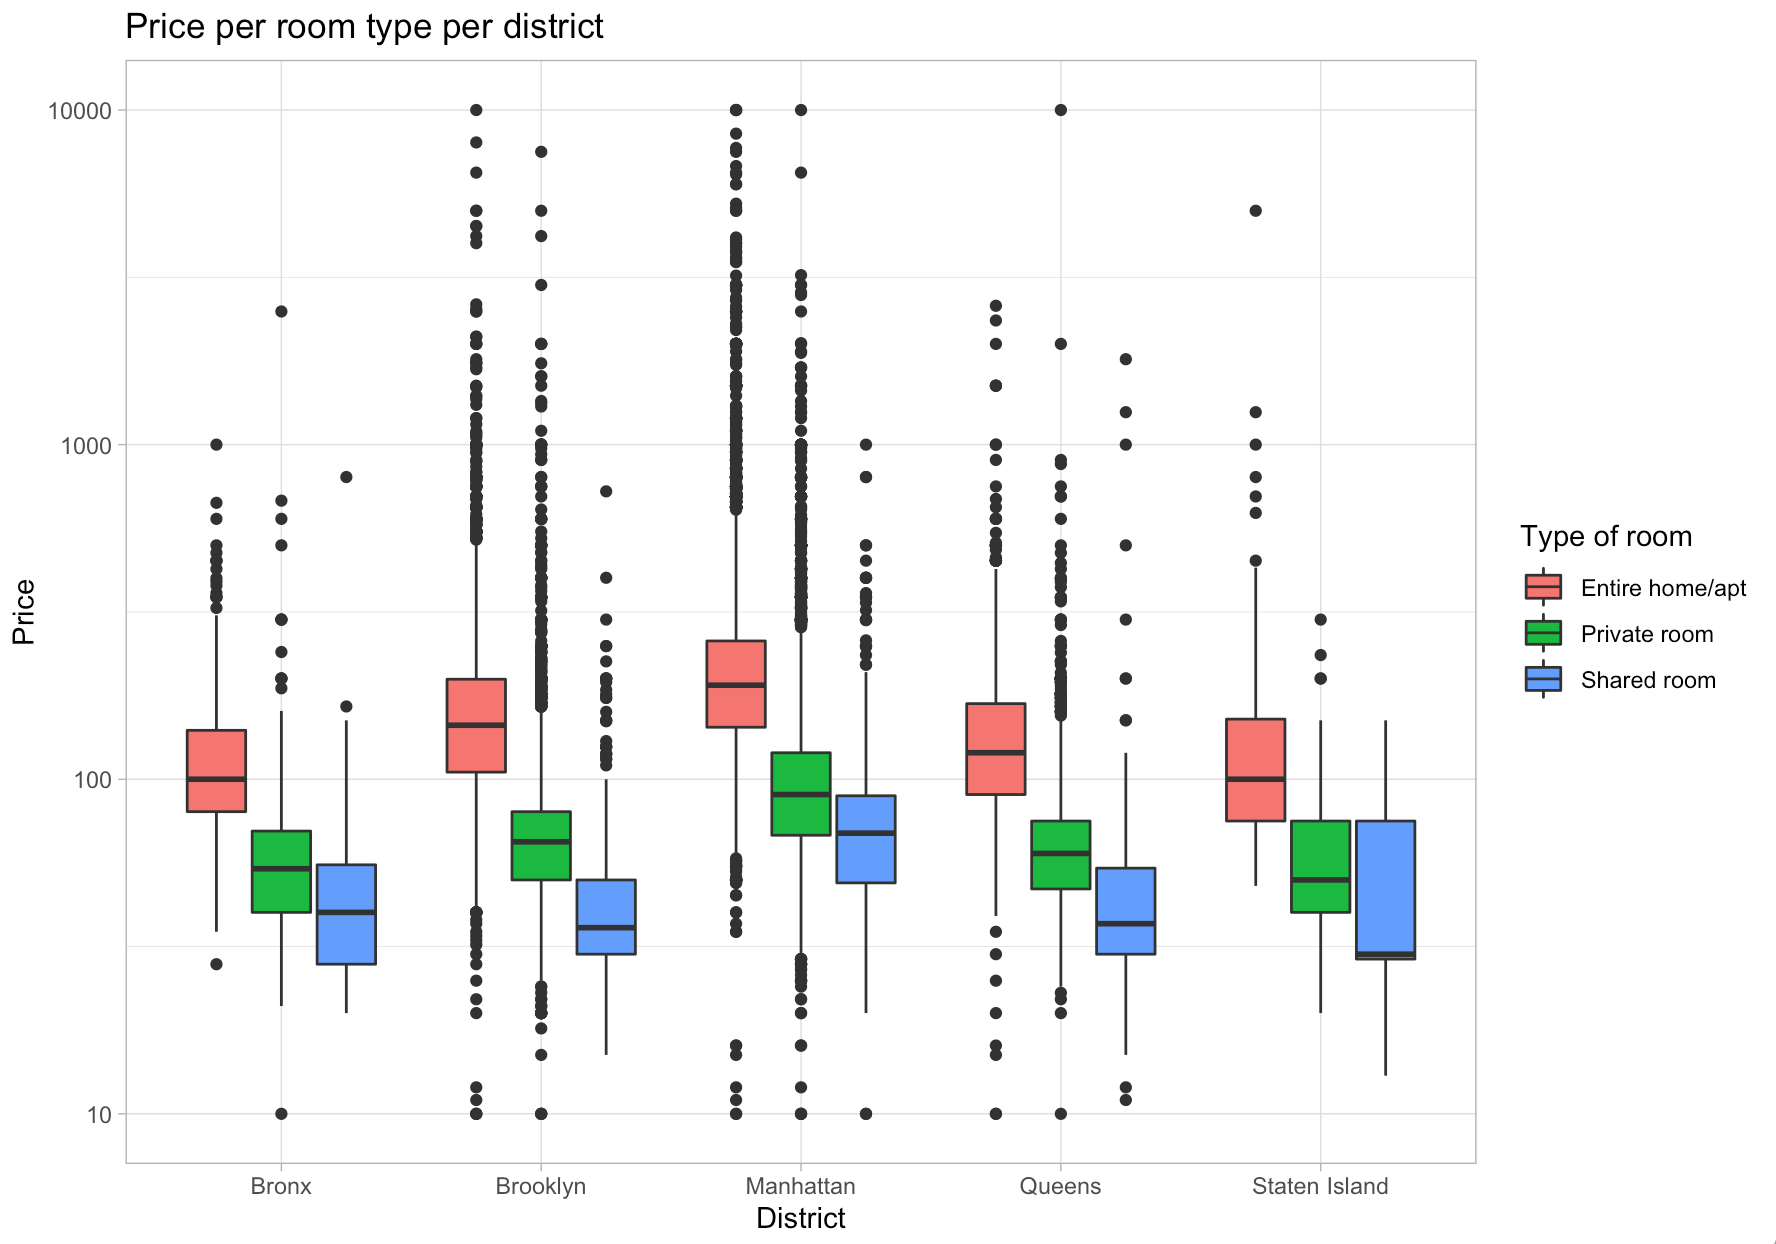 Price per room type per district
10000
1000
100
10
Price
Bronx
Brooklyn
Manhattan
Queens
Staten Island
District
Type of room
Entire home/apt
Private room
Shared room